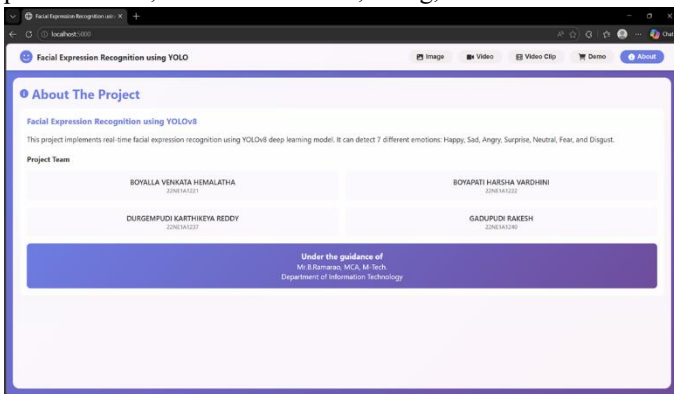 Facial Expression Recognition usin
localhost:5000
Chat
Facial Expression Recognition using YOLO
Image
Video
Video Clip
Demo
About
About The Project
Facial Expression Recognition using YOLOv8
This project implements real-time facial expression recognition using YOLOv8 deep learning model. It can detect 7 different emotions: Happy, Sad, Angry, Surprise, Neutral, Fear, and Disgust.
Project Team
BOYALLA VENKATA HEMALATHA
22NE1A1221
BOYAPATI HARSHA VARDHINI
22NE1A1222
DURGEMPUDI KARTHIKEYA REDDY
22NE1A1237
GADUPUDI RAKESH
22NE1A1240
Under the guidance of
Mr.B.Ramarao, MCA, M-Tech.
Department of Information Technology